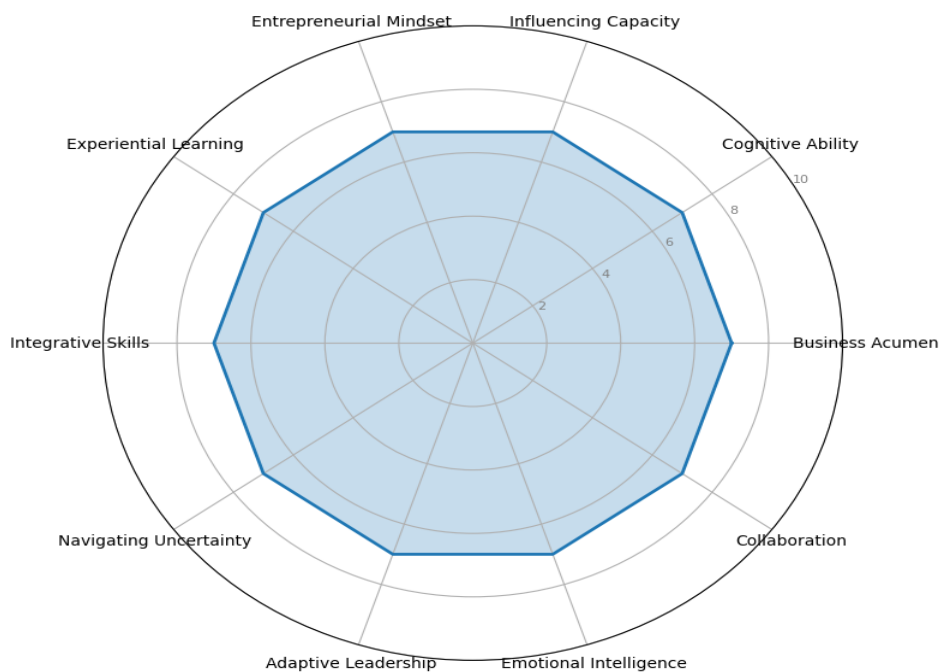 Entrepreneurial Mindset
Influencing Capacity
Experiential Learning
Cognitive Ability
10
8
6
4
2
Integrative Skills
Business Acumen
Navigating Uncertainty
Collaboration
Adaptive Leadership
Emotional Intelligence